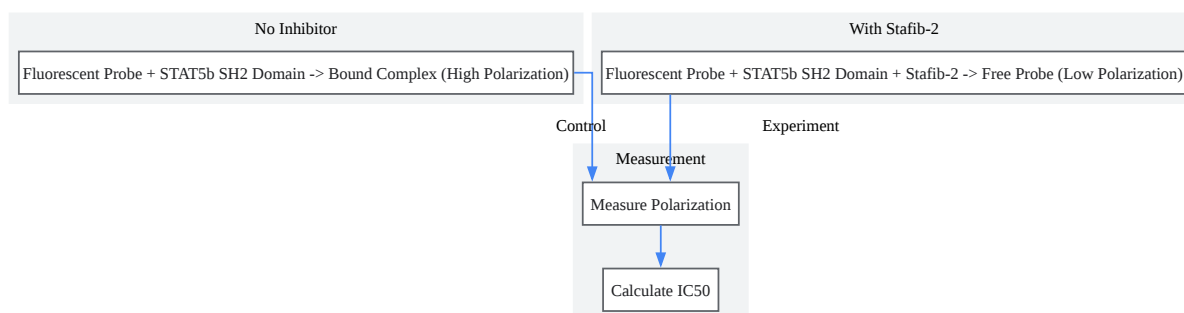 No Inhibitor
With Stafib-2
Fluorescent Probe + STAT5b SH2 Domain -> Bound Complex (High Polarization)
Fluorescent Probe + STAT5b SH2 Domain + Stafib-2 -> Free Probe (Low Polarization)
Control
Experiment
Measurement
Measure Polarization
Calculate IC50